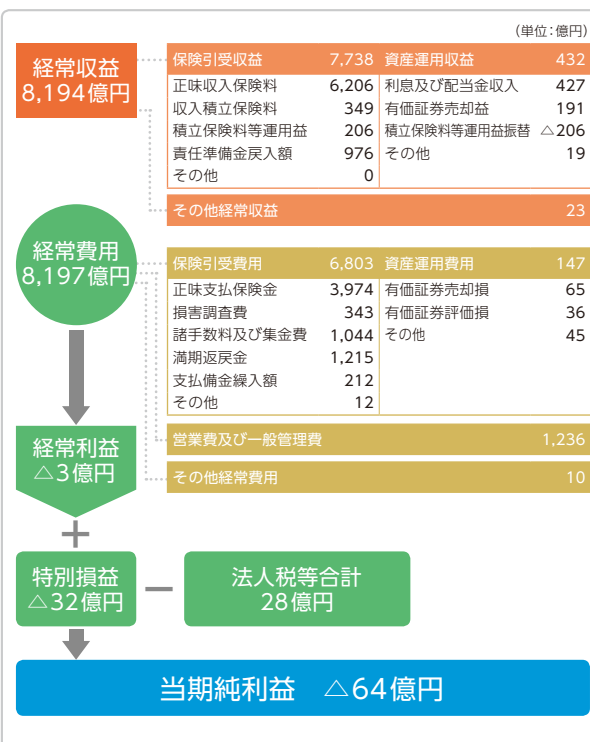 (単位：億円)
経常収益
8,194億円
保険引受収益 7,738 資産運用収益 432
正味収入保険料 6,206 利息及び配当金収入 427
収入積立保険料 349 有価証券売却益 191
積立保険料等運用益 206 積立保険料等運用益振替 △206
責任準備金戻入額 976 その他 19
その他 0
その他経常収益 23
経常費用
8,197億円
保険引受費用 6,803 資産運用費用 147
正味支払保険金 3,974 有価証券売却損 65
損害調査費 343 有価証券評価損 36
諸手数料及び集金費 1,044 その他 45
満期返戻金 1,215
支払備金繰入額 212
その他 12
営業費及び一般管理費 1,236
その他経常費用 10
経常利益
△3億円
＋
特別損益
△32億円
－
法人税等合計
28億円
当期純利益 △64億円